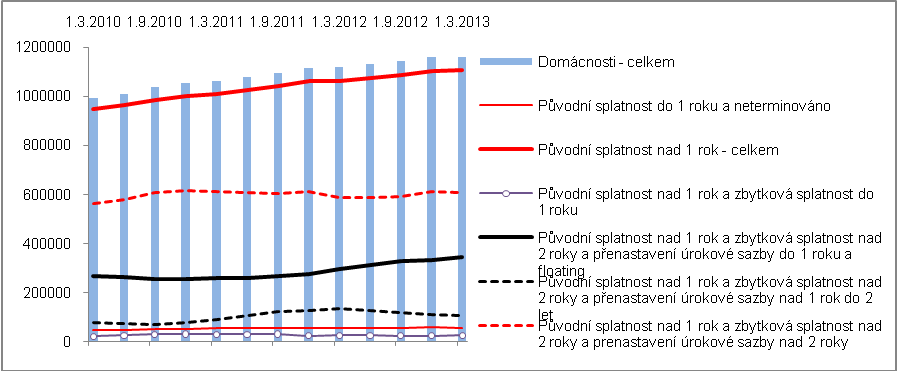 1.3.2010 1.9.2010 1.3.2011 1.9.2011 1.3.2012 1.9.2012 1.3.2013
1200000
1000000
800000
600000
400000
200000
0
Domácnosti - celkem
Původní splatnost do 1 roku a neterminováno
Původní splatnost nad 1 rok - celkem
Původní splatnost nad 1 rok a zbytková splatnost do
1 roku
Původní splatnost nad 1 rok a zbytková splatnost nad
2 roky a přenastavení úrokové sazby do 1 roku a
floating
Původní splatnost nad 1 rok a zbytková splatnost nad
2 roky a přenastavení úrokové sazby nad 1 rok do 2
let
Původní splatnost nad 1 rok a zbytková splatnost nad
2 roky a prenastavení úrokové sazby nad 2 roky